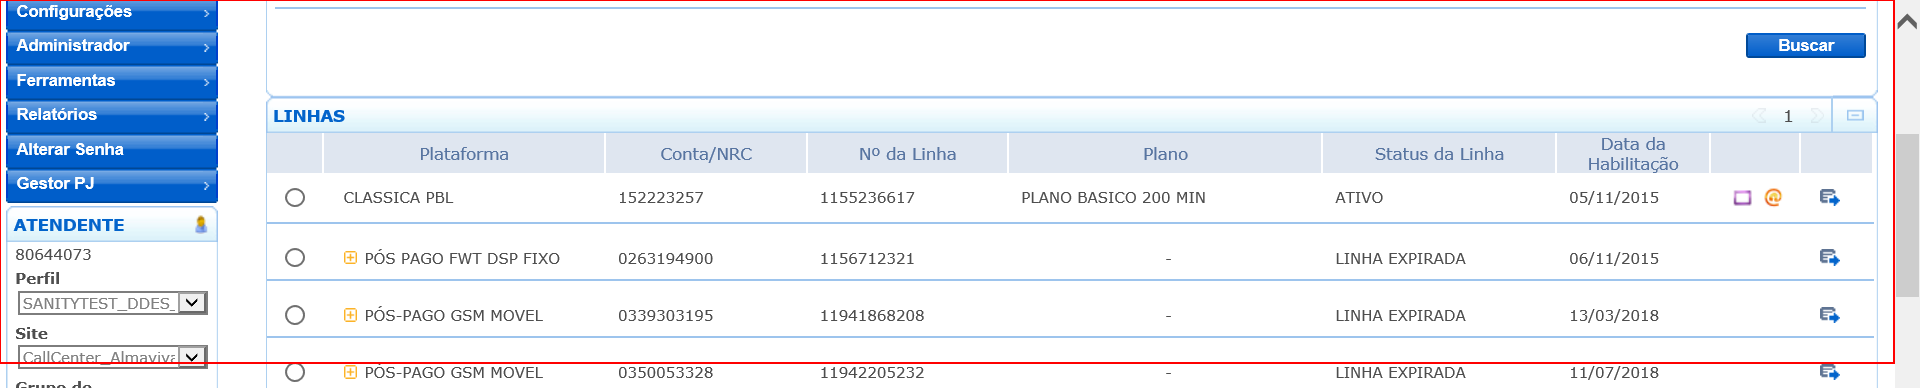 Configurações
Administrador
Ferramentas
Relatórios
Alterar Senha
Gestor PJ
ATENDENTE
80644073
Perfil
SANITYTEST_DDES_
Site
CallCenter_Almaviva
Grupo de
Buscar
LINHAS 1
Plataforma Conta/NRC Nº da Linha Plano Status da Linha Data da Habilitação
CLASSICA PBL 152223257 1155236617 PLANO BASICO 200 MIN ATIVO 05/11/2015
PÓS PAGO FWT DSP FIXO 0263194900 1156712321 - LINHA EXPIRADA 06/11/2015
PÓS-PAGO GSM MOVEL 0339303195 11941868208 - LINHA EXPIRADA 13/03/2018
PÓS-PAGO GSM MOVEL 0350053328 11942205232 - LINHA EXPIRADA 11/07/2018